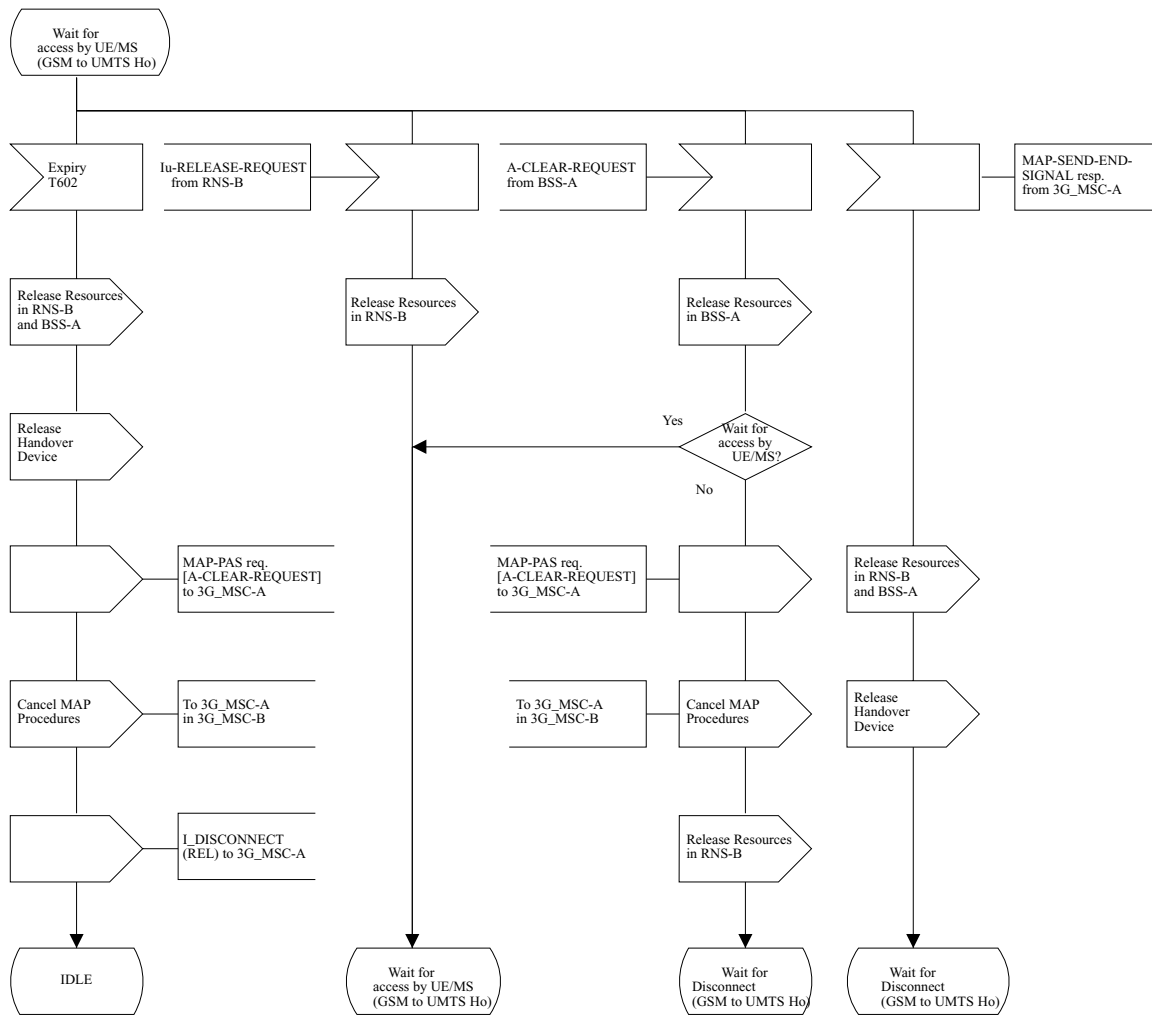 Wait for
access by UE/MS
(GSM to UMTS Ho)
Expiry
T602
Iu-RELEASE-REQUEST
from RNS-B
A-CLEAR-REQUEST
from BSS-A
MAP-SEND-END-
SIGNAL resp.
from 3G_MSC-A
Release Resources
in RNS-B
and BSS-A
Release Resources
in RNS-B
Release Resources
in BSS-A
Release
Handover
Device
Yes
Wait for
access by
UE/MS?
No
MAP-PAS req.
[A-CLEAR-REQUEST]
to 3G_MSC-A
MAP-PAS req.
[A-CLEAR-REQUEST]
to 3G_MSC-A
Release Resources
in RNS-B
and BSS-A
Cancel MAP
Procedures
To 3G_MSC-A
in 3G_MSC-B
To 3G_MSC-A
in 3G_MSC-B
Cancel MAP
Procedures
Release
Handover
Device
I_DISCONNECT
(REL) to 3G_MSC-A
Release Resources
in RNS-B
IDLE
Wait for
access by UE/MS
(GSM to UMTS Ho)
Wait for
Disconnect
(GSM to UMTS Ho)
Wait for
Disconnect
(GSM to UMTS Ho)